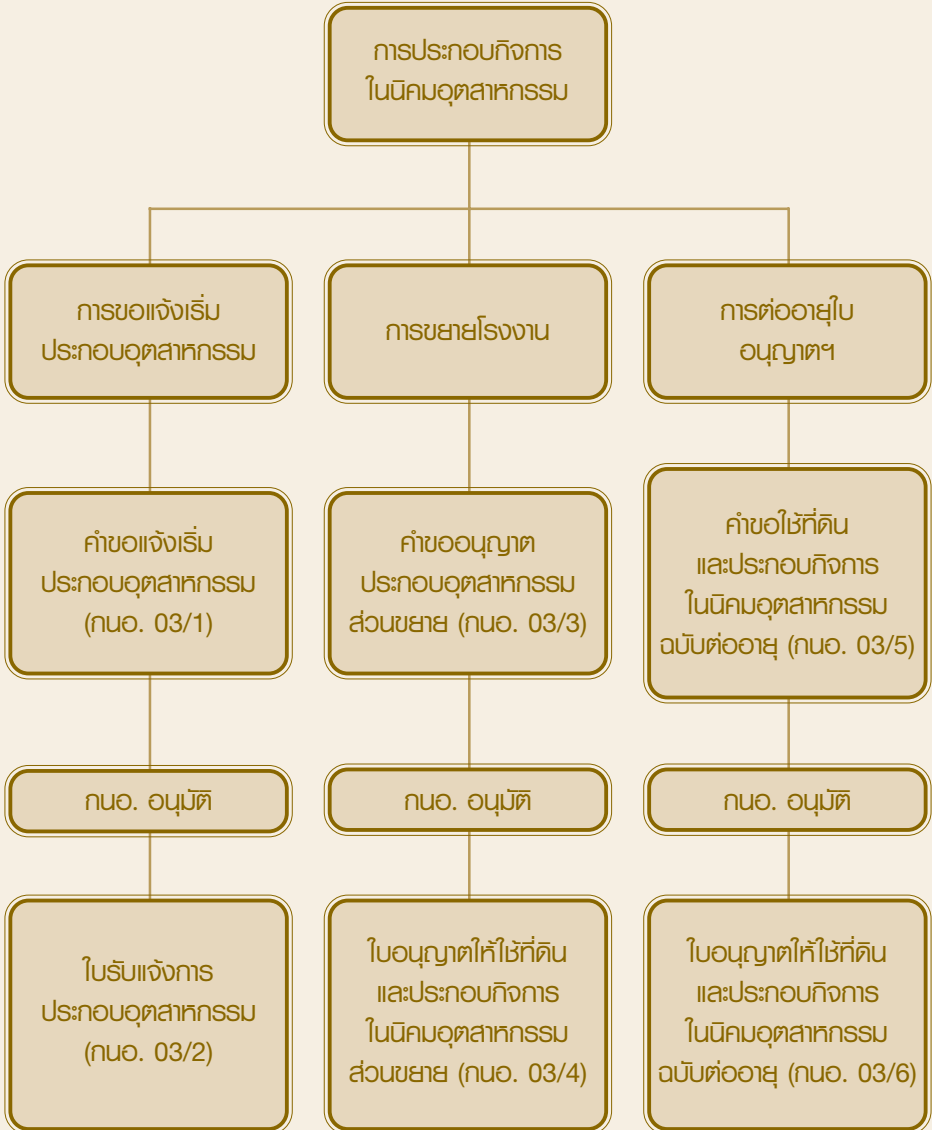 การประกอบกิจการ
ในนิคมอุตสาหกรรม
การขอแจ้งเริ่ม
ประกอบอุตสาหกรรม
การขยายโรงงาน
การต่ออายุใบ
อนุญาตฯ
คำขอแจ้งเริ่ม
ประกอบอุตสาหกรรม
(กนอ. 03/1)
คำขออนุญาต
ประกอบอุตสาหกรรม
ส่วนขยาย (กนอ. 03/3)
คำขอใช้ที่ดิน
และประกอบกิจการ
ในนิคมอุตสาหกรรม
ฉบับต่ออายุ (กนอ. 03/5)
กนอ. อนุมัติ
กนอ. อนุมัติ
กนอ. อนุมัติ
ใบรับแจ้งการ
ประกอบอุตสาหกรรม
(กนอ. 03/2)
ใบอนุญาตให้ใช้ที่ดิน
และประกอบกิจการ
ในนิคมอุตสาหกรรม
ส่วนขยาย (กนอ. 03/4)
ใบอนุญาตให้ใช้ที่ดิน
และประกอบกิจการ
ในนิคมอุตสาหกรรม
ฉบับต่ออายุ (กนอ. 03/6)